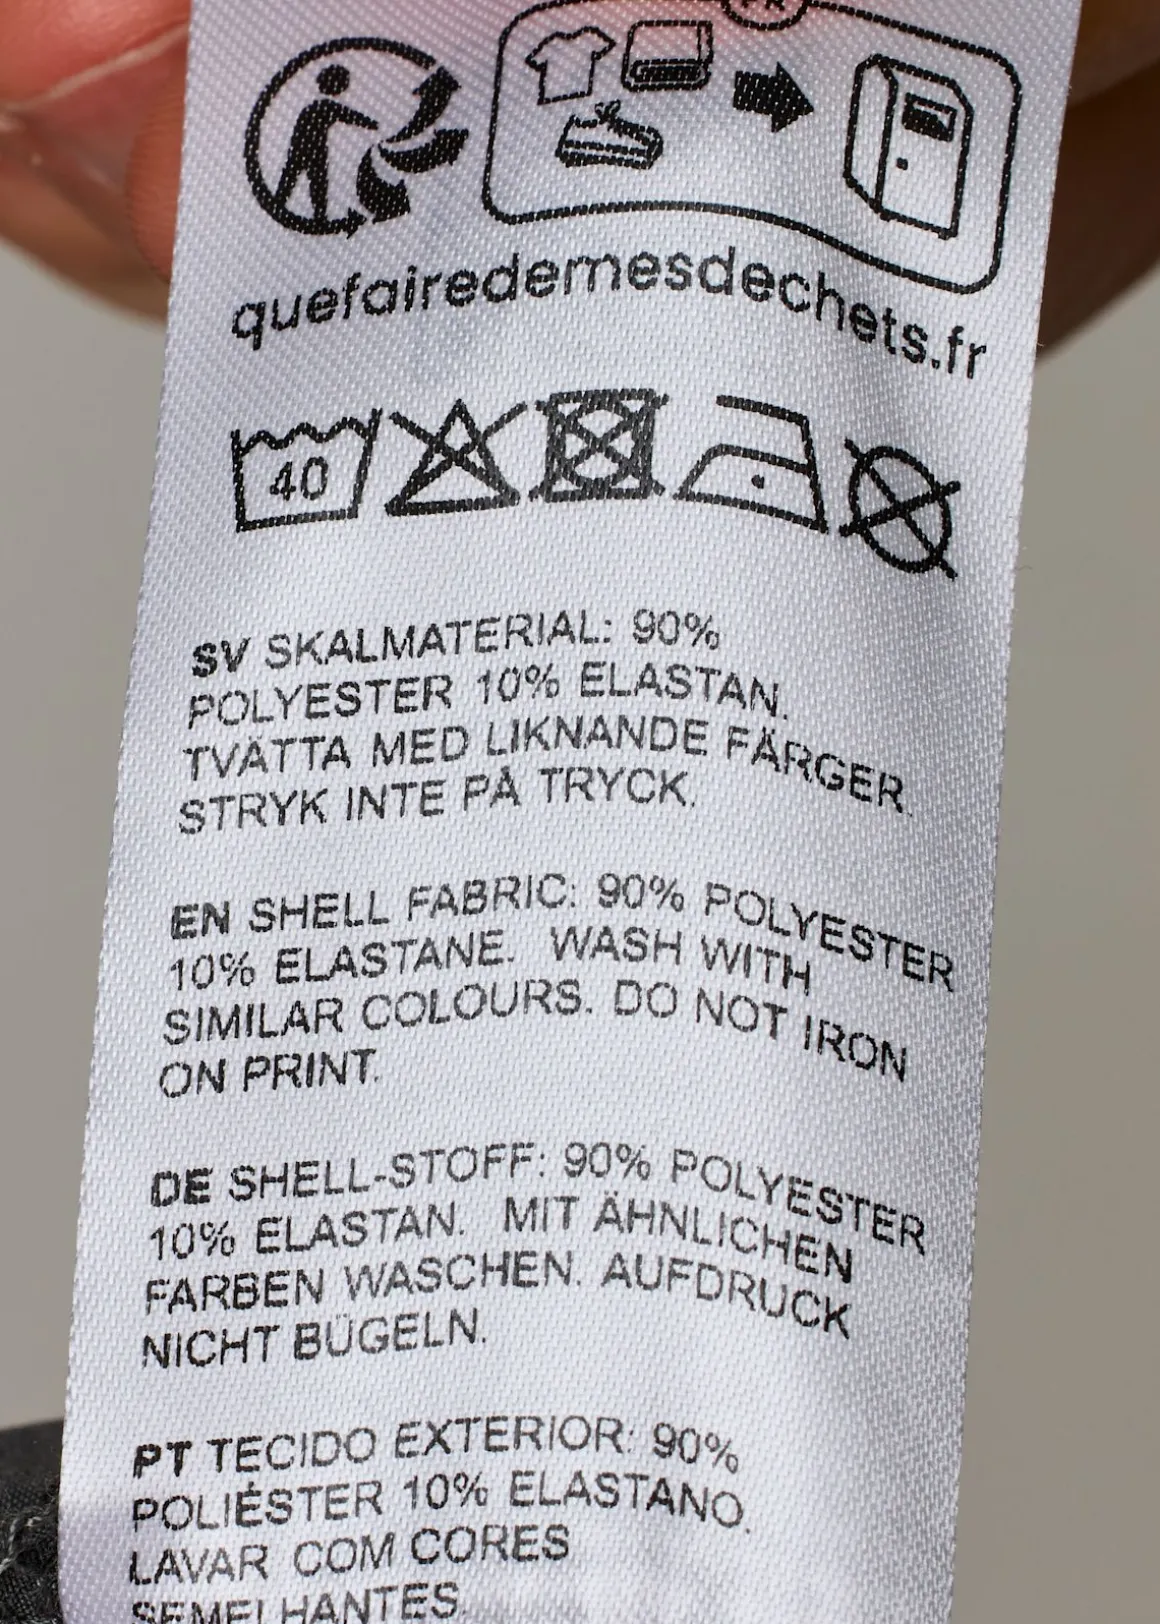 FR
quefairedemesdechets.fr
40
SV SKALMATERIAL: 90%
POLYESTER 10% ELASTAN.
TVÄTTA MED LIKNANDE FÄRGER.
STRYK INTE PÅ TRYCK.
EN SHELL FABRIC: 90% POLYESTER
10% ELASTANE. WASH WITH
SIMILAR COLOURS. DO NOT IRON
ON PRINT.
DE SHELL-STOFF: 90% POLYESTER
10% ELASTAN. MIT ÄHNLICHEN
FARBEN WASCHEN. AUFDRUCK
NICHT BÜGELN.
PT TECIDO EXTERIOR: 90%
POLIÉSTER 10% ELASTANO.
LAVAR COM CORES
SEMELHANTES.